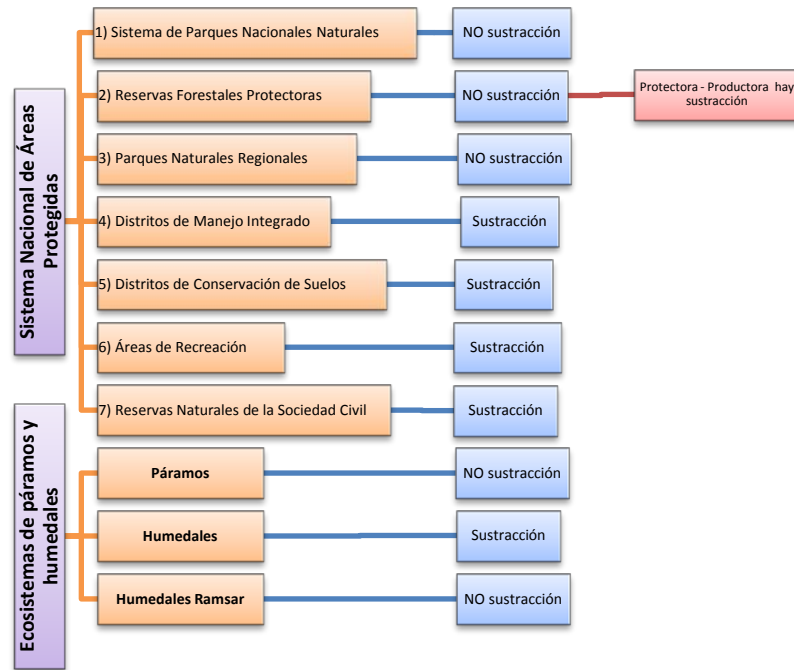 Sistema Nacional de Áreas
Protegidas
1) Sistema de Parques Nacionales Naturales
NO sustracción
2) Reservas Forestales Protectoras
NO sustracción
Protectora - Productora hay
sustracción
3) Parques Naturales Regionales
NO sustracción
4) Distritos de Manejo Integrado
Sustracción
5) Distritos de Conservación de Suelos
Sustracción
6) Áreas de Recreación
Sustracción
7) Reservas Naturales de la Sociedad Civil
Sustracción
Ecosistemas de páramos y
humedales
Páramos
NO sustracción
Humedales
Sustracción
Humedales Ramsar
NO sustracción